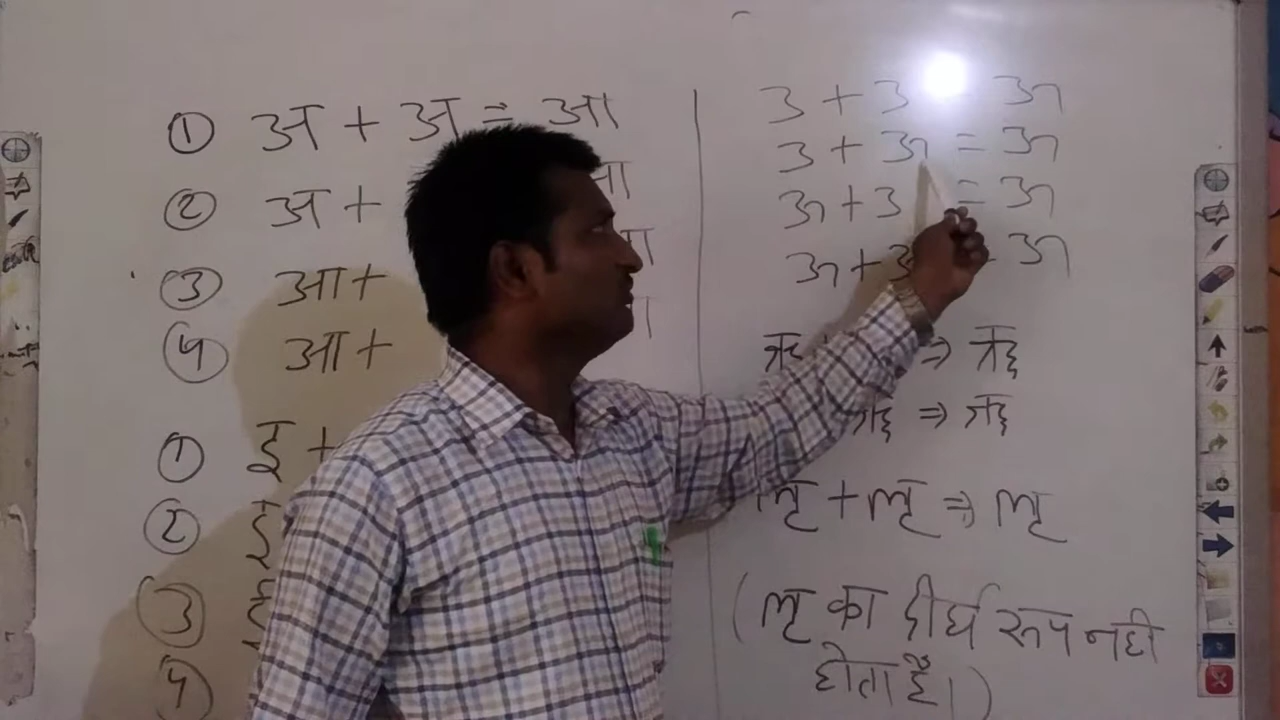 ① अ + अ = आ
② अ +
③ आ +
④ आ +
① इ +
②
③
④
उ + उ = ऊ
उ + ऊ = ऊ
ऊ + उ = ऊ
ऊ + = ऊ
ऋ ⇒ ॠ
ॠ ⇒ ॠ
लृ + लृ ⇒ लृ
(लृ का दीर्घ रूप नही
होता है।)